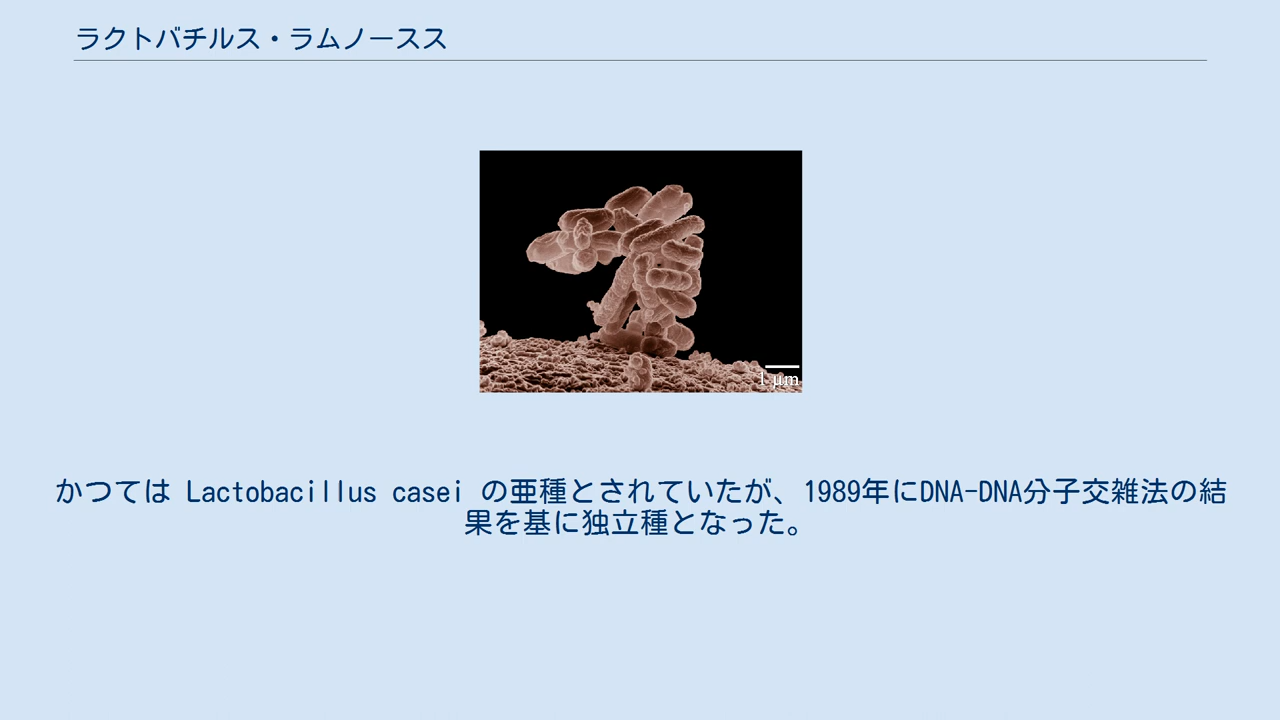 ラクトバチルス・ラムノースス
1 µm
かつては Lactobacillus casei の亜種とされていたが、1989年にDNA-DNA分子交雑法の結
果を基に独立種となった。